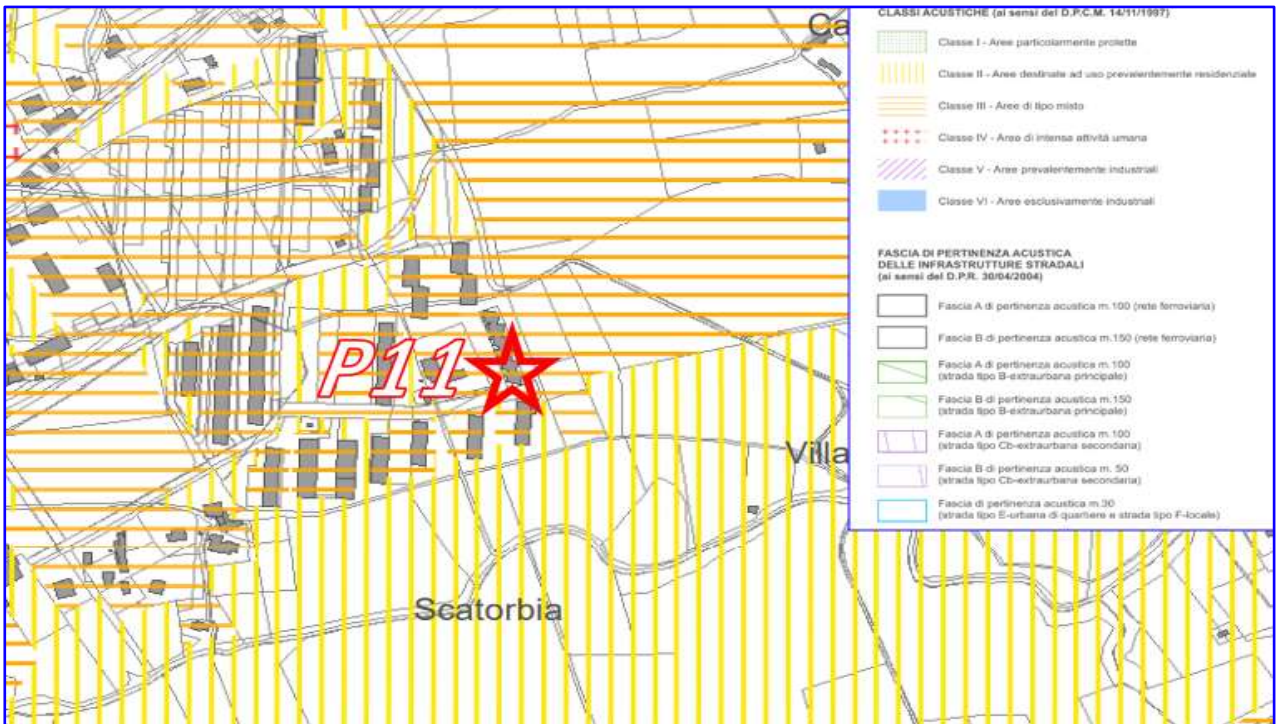 Ca
P11
Villa
Scatorbia
CLASSI ACUSTICHE (ai sensi del D.P.C.M. 14/11/1997)
Classe I - Aree particolarmente protette
Classe II - Aree destinate ad uso prevalentemente residenziale
Classe III - Aree di tipo misto
Classe IV - Aree di intensa attività umana
Classe V - Aree prevalentemente industriali
Classe VI - Aree esclusivamente industriali
FASCIA DI PERTINENZA ACUSTICA
DELLE INFRASTRUTTURE STRADALI
(ai sensi del D.P.R. 30/04/2004)
Fascia A di pertinenza acustica m.100 (rete ferroviaria)
Fascia B di pertinenza acustica m.150 (rete ferroviaria)
Fascia A di pertinenza acustica m.100
(strada tipo B-extraurbana principale)
Fascia B di pertinenza acustica m.150
(strada tipo B-extraurbana principale)
Fascia A di pertinenza acustica m.100
(strada tipo Cb-extraurbana secondaria)
Fascia B di pertinenza acustica m. 50
(strada tipo Cb-extraurbana secondaria)
Fascia di pertinenza acustica m.30
(strada tipo E-urbana di quartiere e strada tipo F-locale)